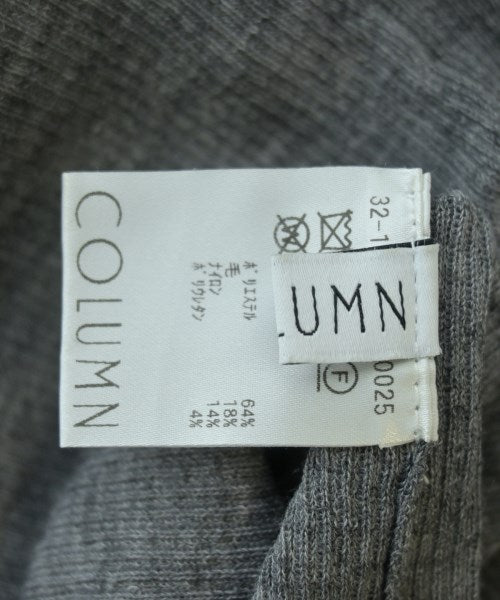 COLUMN
32-1
0025
UMN
ポリエステル 64%
毛 18%
ナイロン 14%
ポリウレタン 4%
W
F